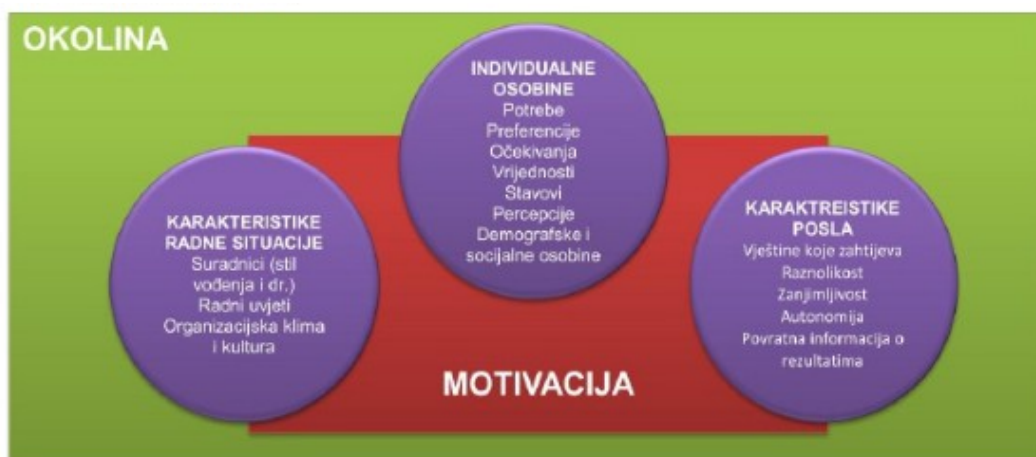 OKOLINA
INDIVIDUALNE
OSOBINE
Potrebe
Preferencije
Očekivanja
Vrijednosti
Stavovi
Percepcije
Demografske i
socijalne osobine
KARAKTERISTIKE
RADNE SITUACIJE
Suradnici (stil
vođenja i dr.)
Radni uvjeti
Organizacijska klima
i kultura
KARAKTREISTIKE
POSLA
Vještine koje zahtijeva
Raznolikost
Zanjimljivost
Autonomija
Povratna informacija o
rezultatima
MOTIVACIJA